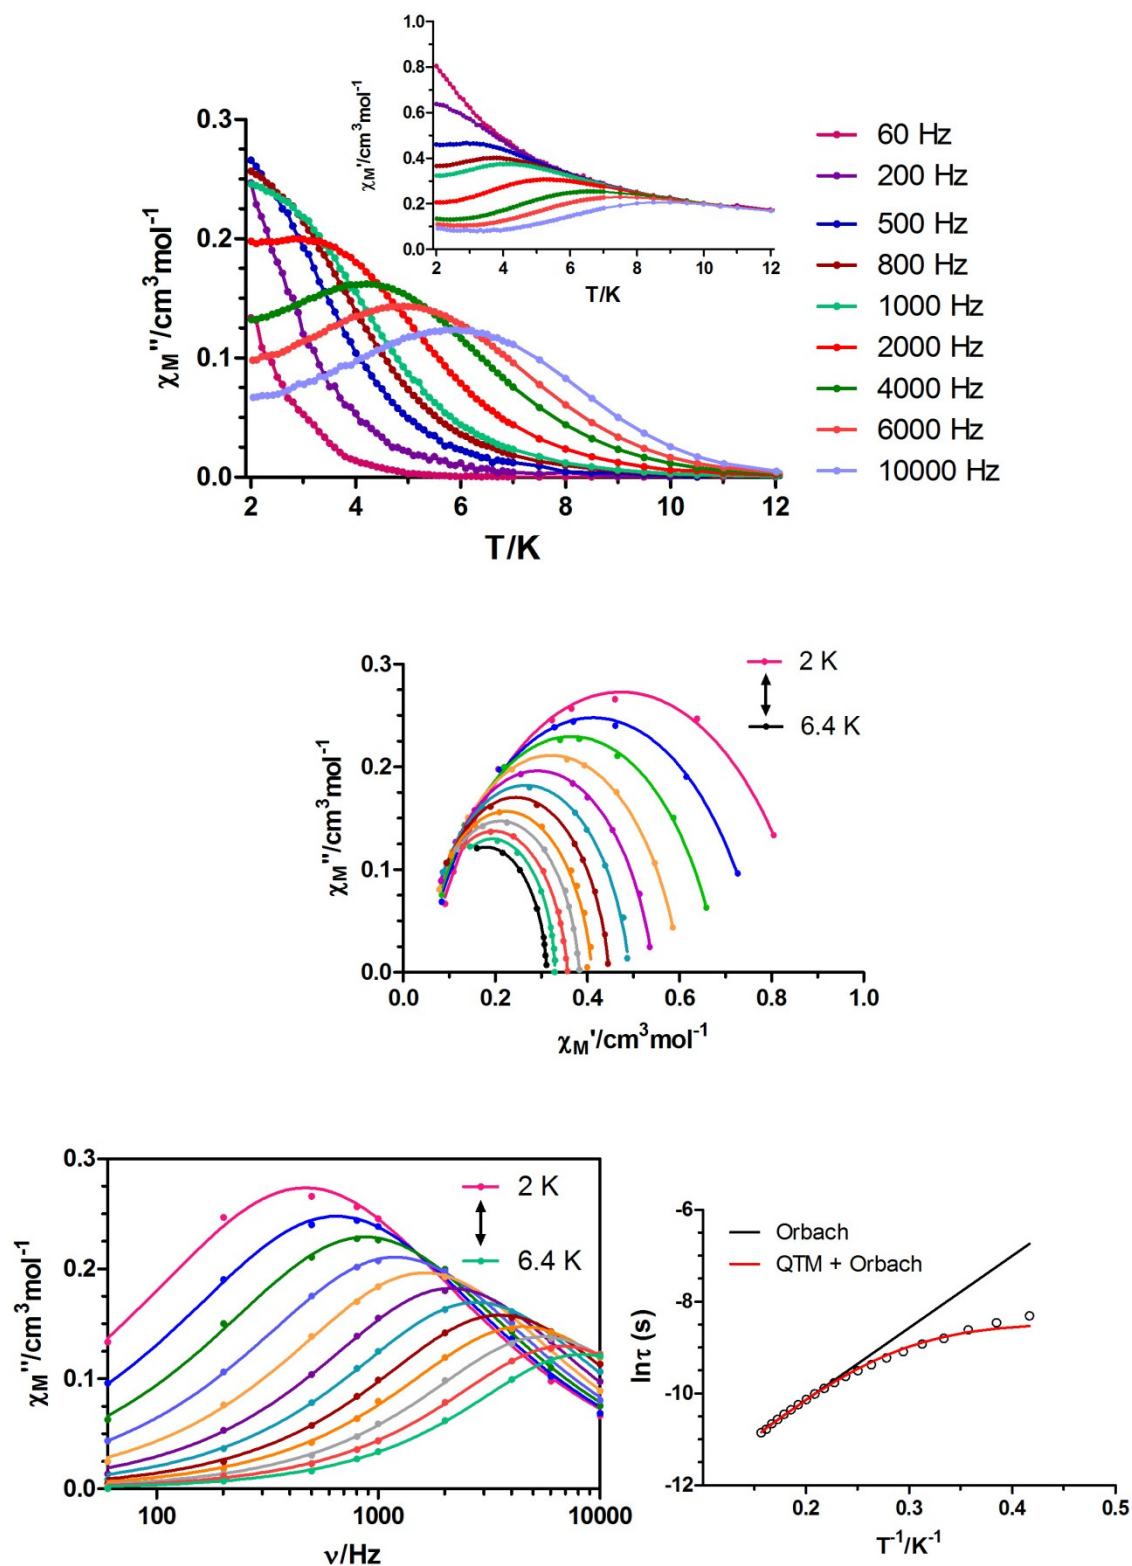 χM'/cm3mol-1
1.0
0.8
0.6
0.4
0.2
0.0
2 4 6 8 10 12
T/K
χM''/cm3mol-1
0.3
0.2
0.1
0.0
2 4 6 8 10 12
T/K
60 Hz
200 Hz
500 Hz
800 Hz
1000 Hz
2000 Hz
4000 Hz
6000 Hz
10000 Hz
χM''/cm3mol-1
0.3
0.2
0.1
0.0
0.0 0.2 0.4 0.6 0.8 1.0
χM'/cm3mol-1
2 K
6.4 K
χM''/cm3mol-1
0.3
0.2
0.1
0.0
100 1000 10000
ν/Hz
2 K
6.4 K
lnτ (s)
-6
-8
-10
-12
0.2 0.3 0.4 0.5
T-1/K-1
Orbach
QTM + Orbach